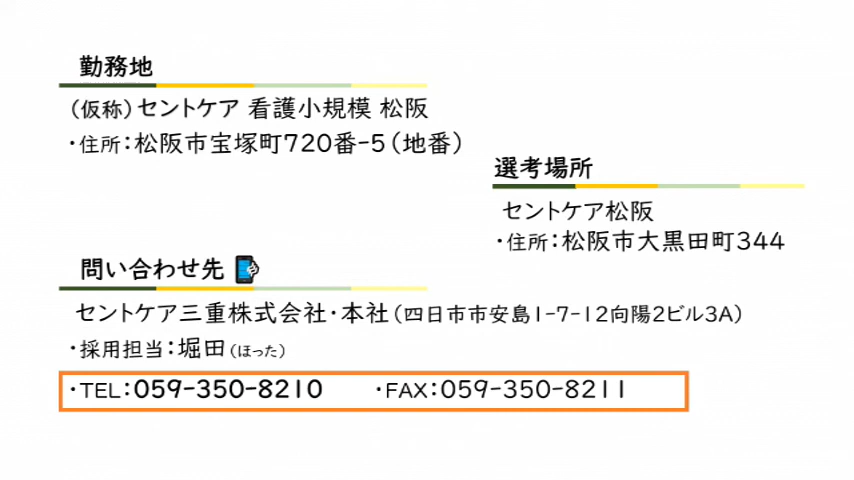 勤務地
（仮称）セントケア 看護小規模 松阪
・住所：松阪市宝塚町720番-5（地番）
選考場所
セントケア松阪
・住所：松阪市大黒田町344
問い合わせ先
セントケア三重株式会社・本社（四日市市安島1-7-12向陽2ビル3A）
・採用担当：堀田（ほった）
・TEL：059-350-8210　・FAX：059-350-8211